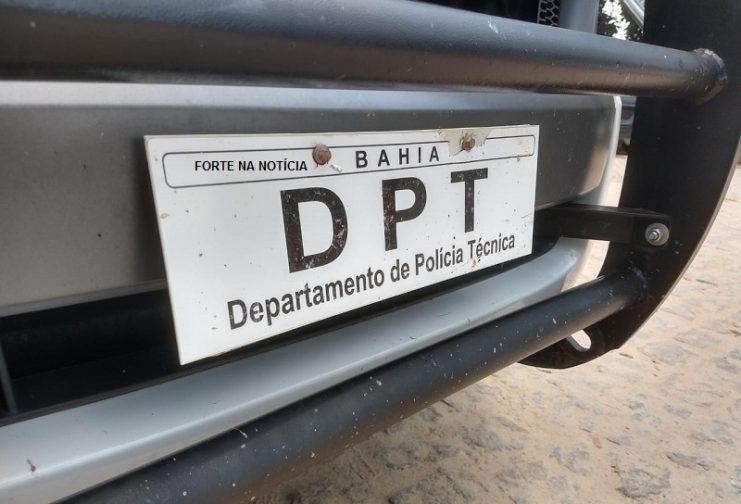 FORTE NA NOTÍCIA BAHIA
DPT
Departamento de Polícia Técnica